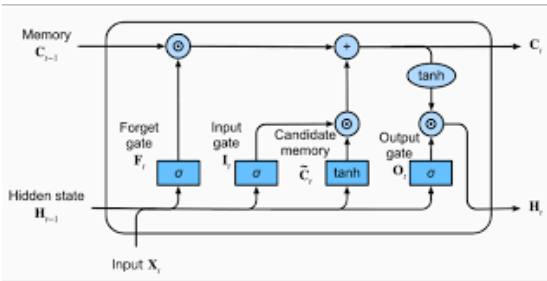 Memory
C_{t−1}
C_t
tanh
Forget
gate
F_t
Input
gate
I_t
Candidate
memory
C̃_t
Output
gate
O_t
σ
σ
tanh
σ
Hidden state
H_{t−1}
H_t
Input X_t